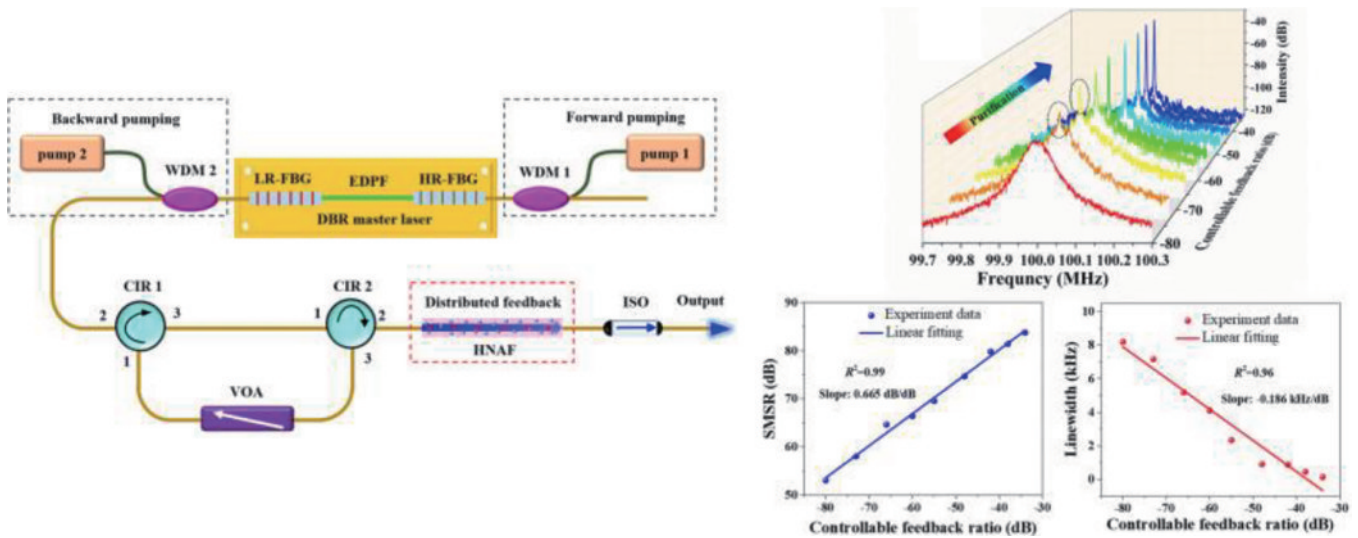 Backward pumping
pump 2
WDM 2
LR-FBG
EDPF
HR-FBG
DBR master laser
WDM 1
Forward pumping
pump 1
CIR 1
2
3
1
VOA
CIR 2
1
2
3
Distributed feedback
HNAF
ISO
Output
Purification
-40
-60
-80
-100
-120
Intensity (dB)
-40
-50
-60
-70
-80
Controllable feedback ratio (dB)
99.7
99.8
99.9
100.0
100.1
100.2
100.3
Frequncy (MHz)
90
80
70
60
50
SMSR (dB)
Experiment data
Linear fitting
R²=0.99
Slope: 0.665 dB/dB
-80
-70
-60
-50
-40
-30
Controllable feedback ratio (dB)
8
6
4
2
0
Linewidth (kHz)
Experiment data
Linear fitting
R²=0.96
Slope: -0.186 kHz/dB
-80
-70
-60
-50
-40
-30
Controllable feedback ratio (dB)